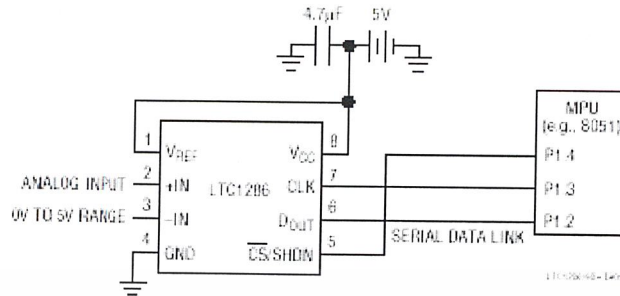 4.7µF 5V
MPU
(e.g., 8051)
1 VREF VCC 8 P1.4
ANALOG INPUT 2 +IN LTC1286 CLK 7 P1.3
0V TO 5V RANGE 3 –IN DOUT 6 P1.2
4 GND CS/SHDN 5 SERIAL DATA LINK